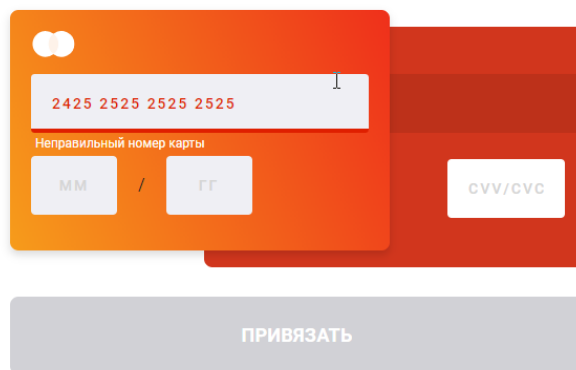 2425 2525 2525 2525
Неправильный номер карты
ММ / ГГ
CVV/CVC
ПРИВЯЗАТЬ